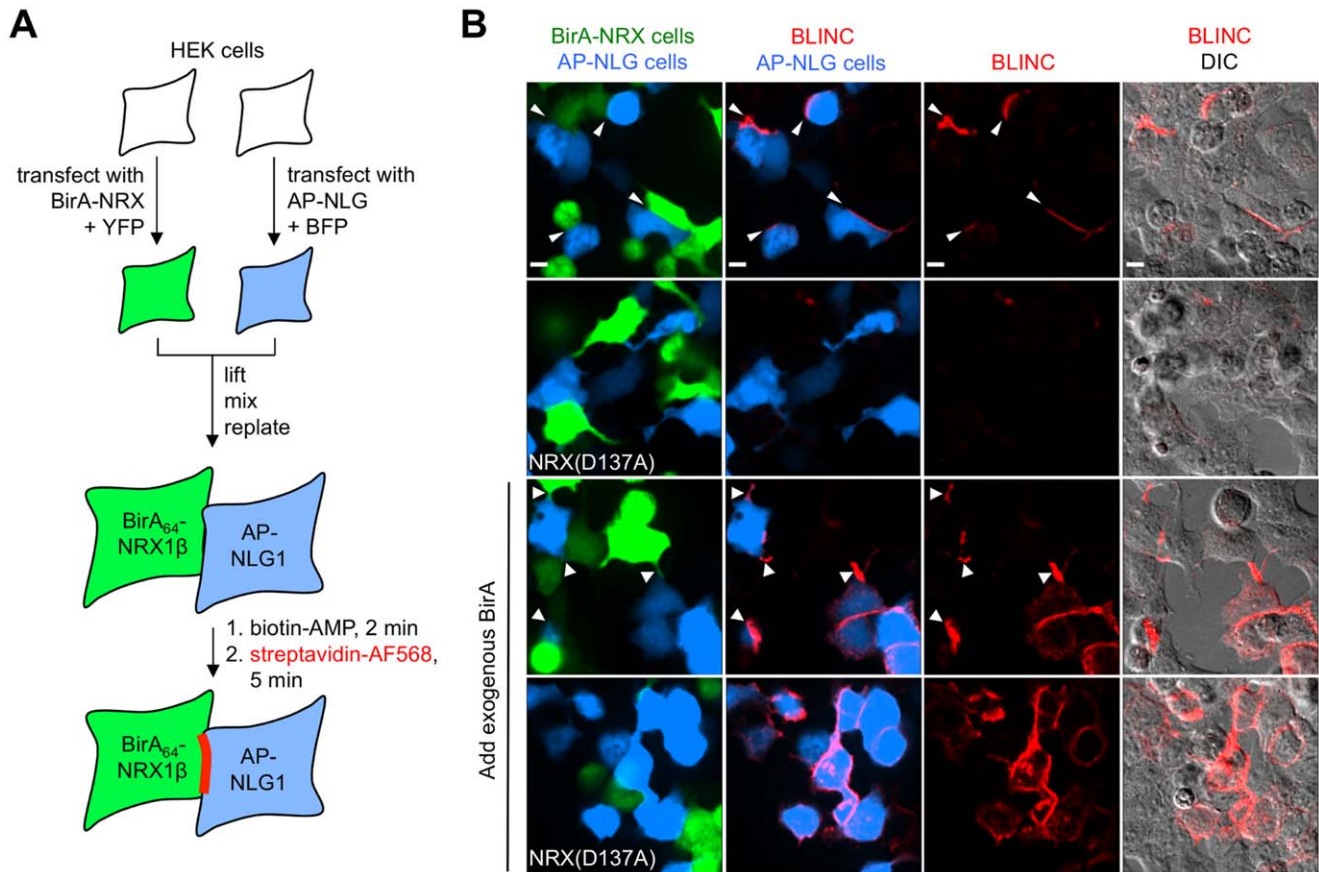 A
HEK cells
transfect with
BirA-NRX
+ YFP
transfect with
AP-NLG
+ BFP
lift
mix
replate
BirA64-
NRX1β
AP-
NLG1
1. biotin-AMP, 2 min
2. streptavidin-AF568,
5 min
BirA64-
NRX1β
AP-
NLG1
B
BirA-NRX cells
AP-NLG cells
BLINC
AP-NLG cells
BLINC
BLINC
DIC
NRX(D137A)
Add exogenous BirA
NRX(D137A)